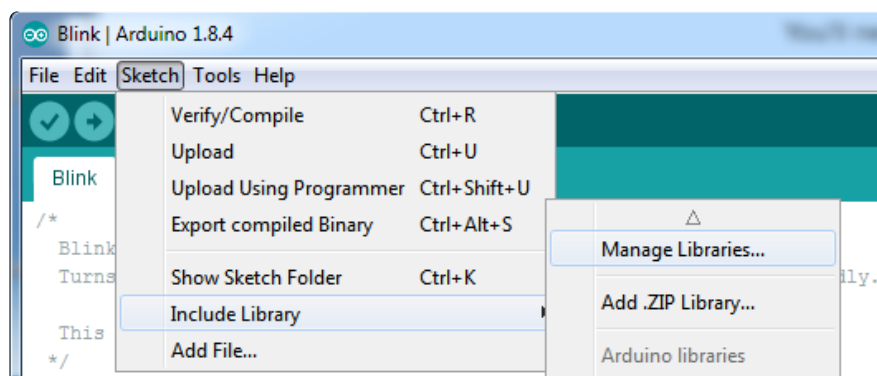 Blink | Arduino 1.8.4
File Edit Sketch Tools Help
Verify/Compile Ctrl+R
Upload Ctrl+U
Upload Using Programmer Ctrl+Shift+U
Export compiled Binary Ctrl+Alt+S
Show Sketch Folder Ctrl+K
Include Library
Add File...
Manage Libraries...
Add .ZIP Library...
Arduino libraries
Blink
/*
Blink
Turns
This
*/